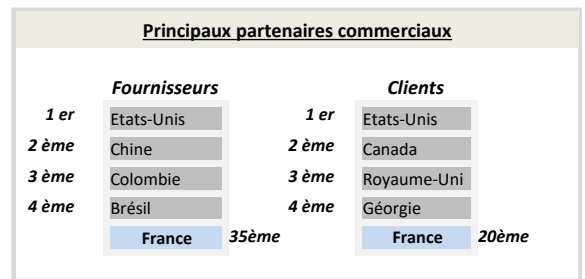 Principaux partenaires commerciaux
Fournisseurs Clients
1 er Etats-Unis 1 er Etats-Unis
2 ème Chine 2 ème Canada
3 ème Colombie 3 ème Royaume-Uni
4 ème Brésil 4 ème Géorgie
France 35ème France 20ème